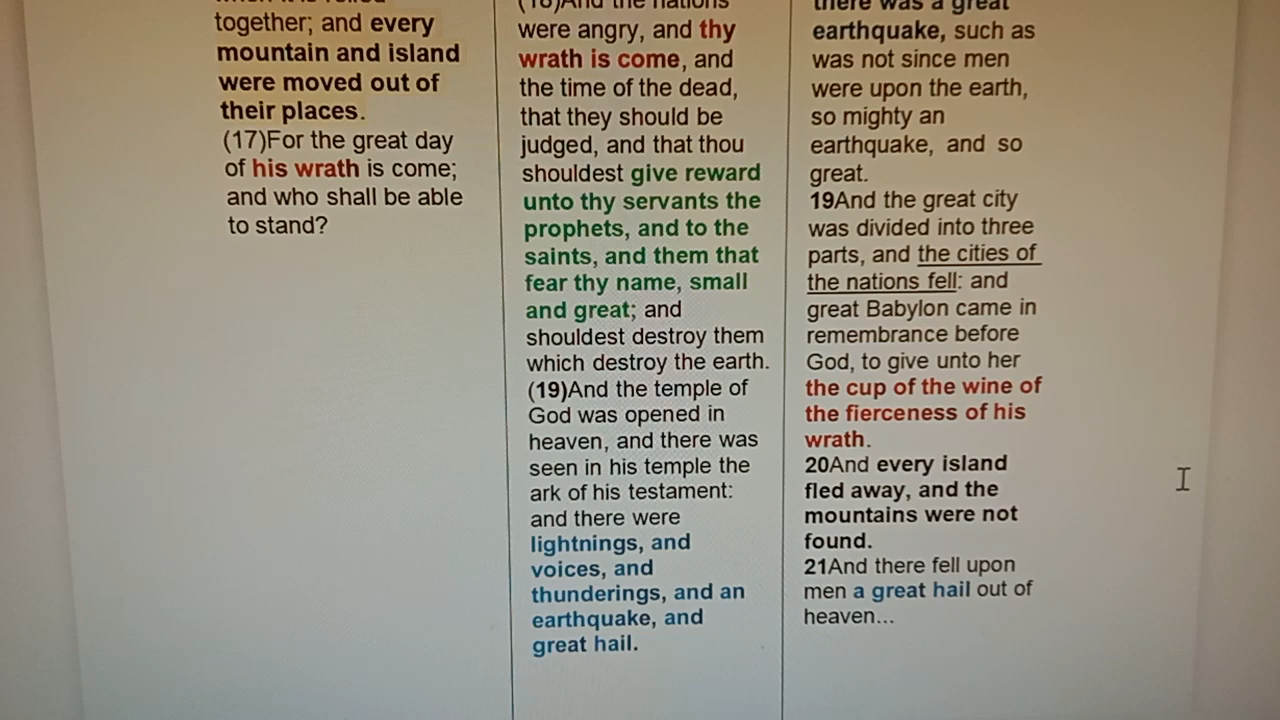 together; and every
mountain and island
were moved out of
their places.
(17)For the great day
of his wrath is come;
and who shall be able
to stand?
(18)And the nations
were angry, and thy
wrath is come, and
the time of the dead,
that they should be
judged, and that thou
shouldest give reward
unto thy servants the
prophets, and to the
saints, and them that
fear thy name, small
and great; and
shouldest destroy them
which destroy the earth.
(19)And the temple of
God was opened in
heaven, and there was
seen in his temple the
ark of his testament:
and there were
lightnings, and
voices, and
thunderings, and an
earthquake, and
great hail.
there was a great
earthquake, such as
was not since men
were upon the earth,
so mighty an
earthquake, and so
great.
19And the great city
was divided into three
parts, and the cities of
the nations fell: and
great Babylon came in
remembrance before
God, to give unto her
the cup of the wine of
the fierceness of his
wrath.
20And every island
fled away, and the
mountains were not
found.
21And there fell upon
men a great hail out of
heaven...